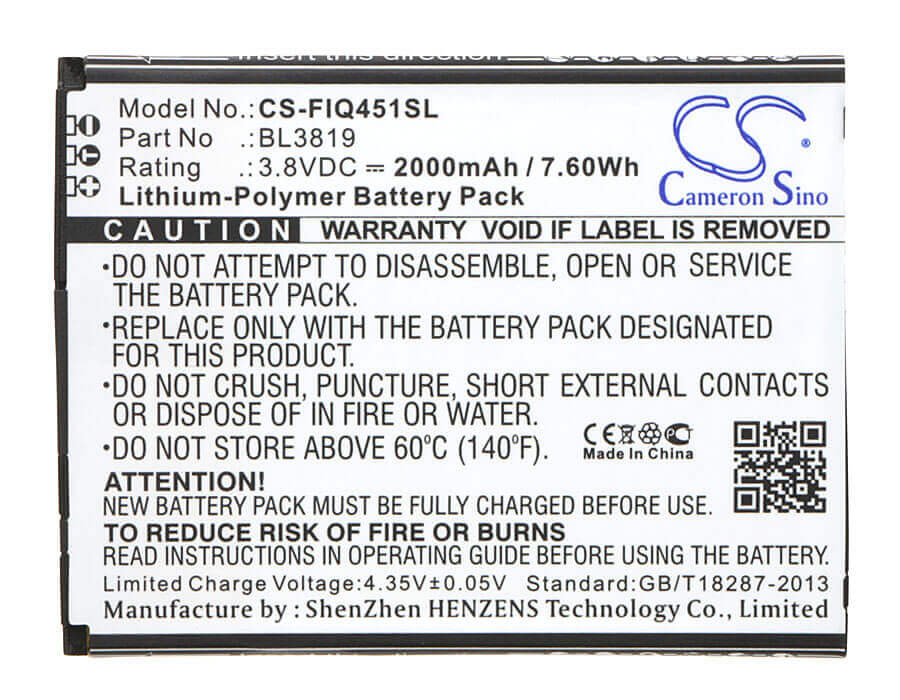 Model No.:CS-FIQ451SL
Part No :BL3819
Rating :3.8VDC ⎓ 2000mAh / 7.60Wh
Lithium-Polymer Battery Pack
CS
Cameron Sino
CAUTION WARRANTY VOID IF LABEL IS REMOVED
•DO NOT ATTEMPT TO DISASSEMBLE, OPEN OR SERVICE
THE BATTERY PACK.
•REPLACE ONLY WITH THE BATTERY PACK DESIGNATED
FOR THIS PRODUCT.
•DO NOT CRUSH, PUNCTURE, SHORT EXTERNAL CONTACTS
OR DISPOSE OF IN FIRE OR WATER.
•DO NOT STORE ABOVE 60°C (140°F).
CE
Made In China
ATTENTION!
NEW BATTERY PACK MUST BE FULLY CHARGED BEFORE USE.
TO REDUCE RISK OF FIRE OR BURNS
READ INSTRUCTION IN OPERATING GUIDE BEFORE USING THE BATTERY.
Limited Charge Voltage:4.35V±0.05V Standard:GB/T18287-2013
Manufacture by : ShenZhen HENZENS Technology Co., Limited